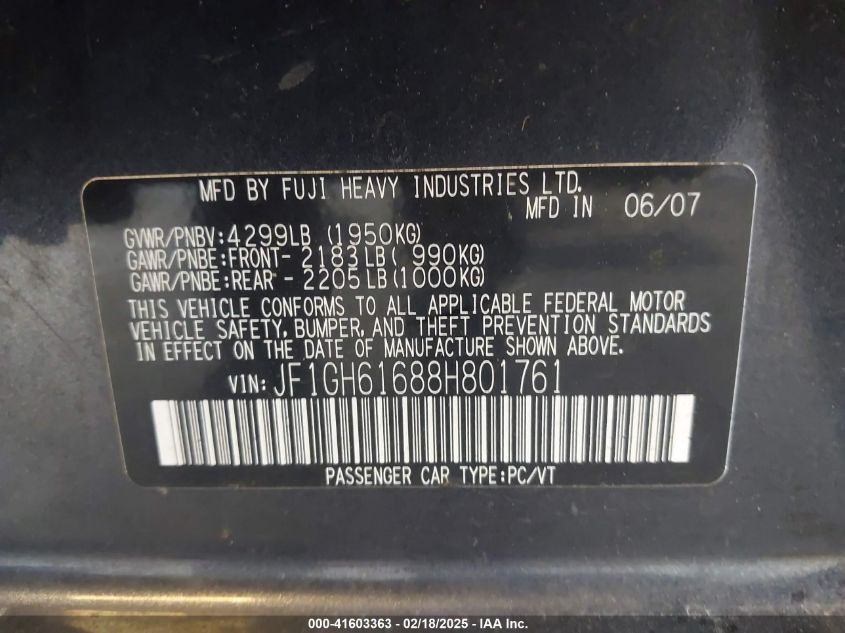 MFD BY FUJI HEAVY INDUSTRIES LTD.
MFD IN 06/07
GVWR/PNBV:4299LB (1950KG)
GAWR/PNBE:FRONT- 2183LB( 990KG)
GAWR/PNBE:REAR - 2205LB(1000KG)
THIS VEHICLE CONFORMS TO ALL APPLICABLE FEDERAL MOTOR
VEHICLE SAFETY, BUMPER, AND THEFT PREVENTION STANDARDS
IN EFFECT ON THE DATE OF MANUFACTURE SHOWN ABOVE.
VIN: JF1GH61688H801761
PASSENGER CAR TYPE:PC/VT
000-41603363 - 02/18/2025 - IAA Inc.